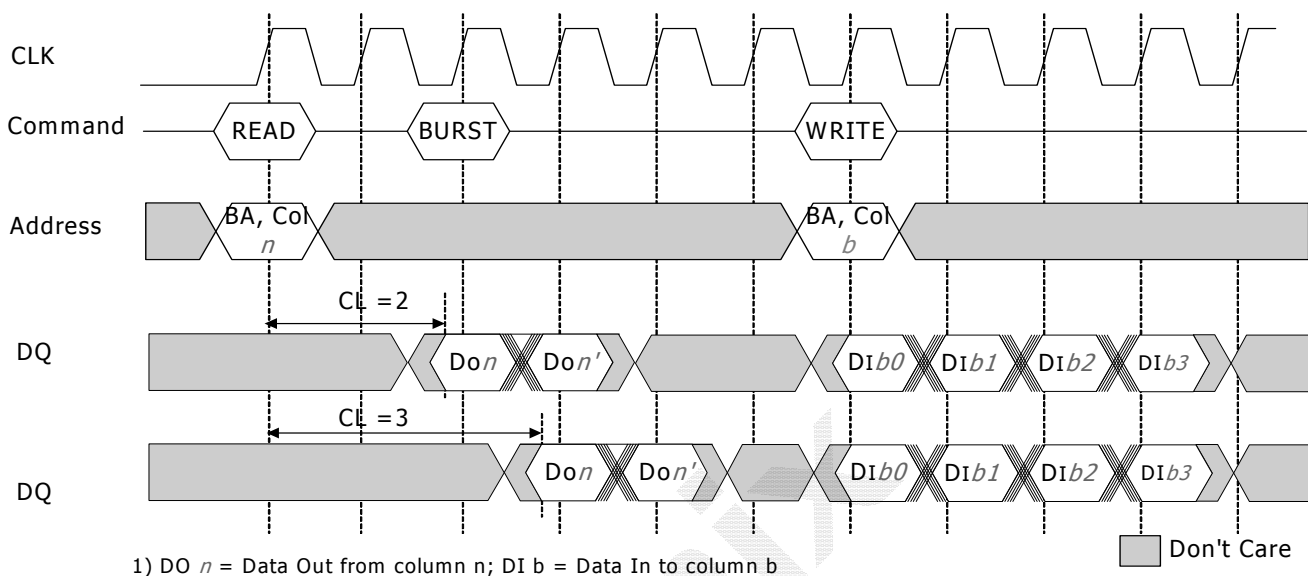 CLK
Command READ BURST WRITE
Address BA, Col BA, Col
n b
CL =2
DQ Don Don' DIb0 DIb1 DIb2 DIb3
CL =3
DQ Don Don' DIb0 DIb1 DIb2 DIb3
1) DO n = Data Out from column n; DI b = Data In to column b
Don't Care